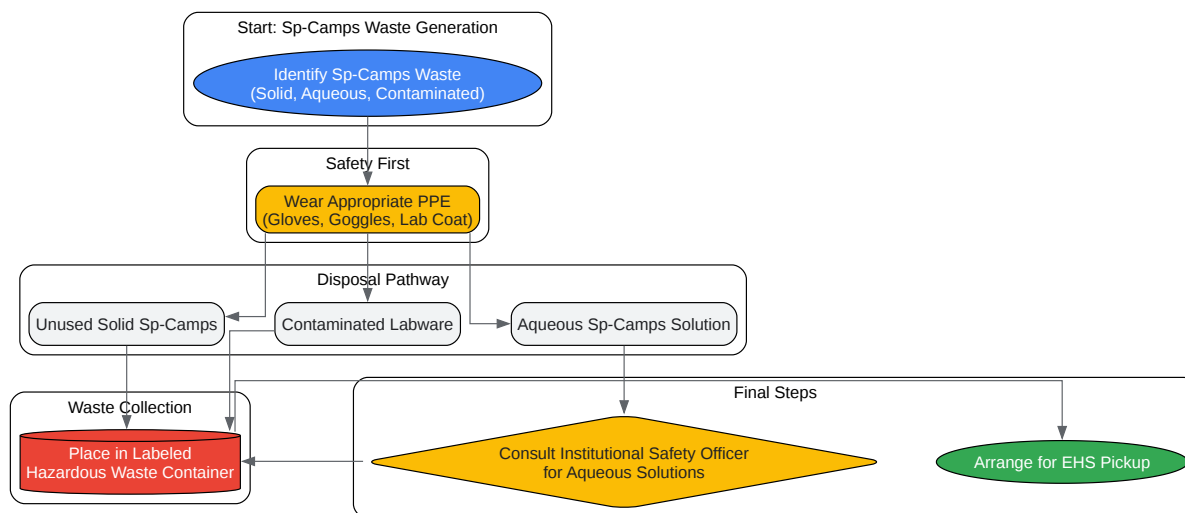 Start: Sp-Camps Waste Generation
Identify Sp-Camps Waste
(Solid, Aqueous, Contaminated)
Safety First
Wear Appropriate PPE
(Gloves, Goggles, Lab Coat)
Disposal Pathway
Unused Solid Sp-Camps
Contaminated Labware
Aqueous Sp-Camps Solution
Waste Collection
Place in Labeled
Hazardous Waste Container
Final Steps
Consult Institutional Safety Officer
for Aqueous Solutions
Arrange for EHS Pickup